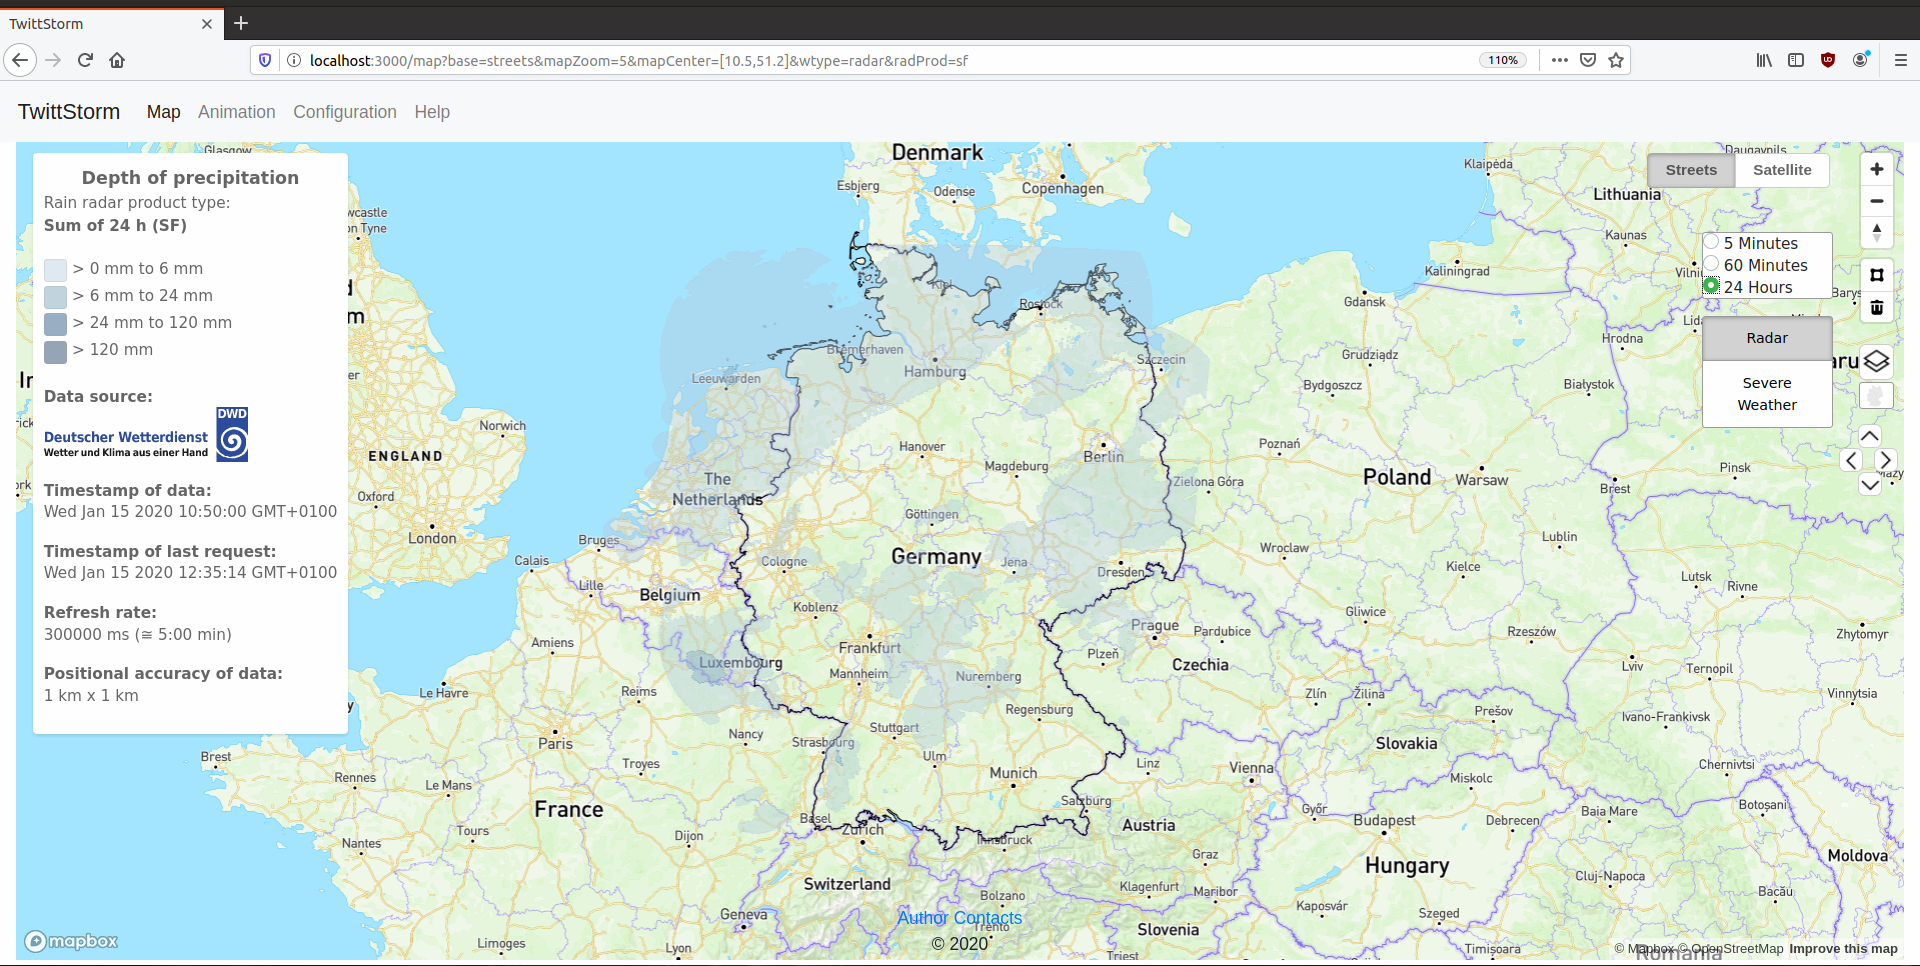 TwittStorm
localhost:3000/map?base=streets&mapZoom=5&mapCenter=[10.5,51.2]&wtype=radar&radProd=sf
110%
TwittStorm Map Animation Configuration Help
Depth of precipitation
Rain radar product type:
Sum of 24 h (SF)
> 0 mm to 6 mm
> 6 mm to 24 mm
> 24 mm to 120 mm
> 120 mm
Data source:
DWD
Deutscher Wetterdienst
Wetter und Klima aus einer Hand
Timestamp of data:
Wed Jan 15 2020 10:50:00 GMT+0100
Timestamp of last request:
Wed Jan 15 2020 12:35:14 GMT+0100
Refresh rate:
300000 ms (≅ 5:00 min)
Positional accuracy of data:
1 km x 1 km
Streets Satellite
5 Minutes
60 Minutes
24 Hours
Radar
Severe
Weather
Glasgow
Denmark
Esbjerg
Odense
Copenhagen
Klaipėda
Daugavpils
Lithuania
Kaunas
Kaliningrad
Gdansk
Kiel
Rostock
Hrodna
Bremerhaven
Hamburg
Szczecin
Grudziądz
Leeuwarden
Bydgoszcz
Białystok
Norwich
ENGLAND
Hanover
Berlin
Poznań
Magdeburg
Poland
Warsaw
Pinsk
Brest
The
Netherlands
Zielona Góra
Oxford
London
Göttingen
Bruges
Calais
Cologne
Germany
Jena
Dresden
Wroclaw
Lublin
Kielce
Lutsk
Rivne
Lille
Belgium
Koblenz
Prague
Pardubice
Gliwice
Rzeszów
Zhytomyr
Amiens
Frankfurt
Plzeň
Czechia
Lviv
Ternopil
Luxembourg
Mannheim
Nuremberg
Le Havre
Reims
Zlín
Žilina
Vinnytsia
Regensburg
Prešov
Ivano-Frankivsk
Nancy
Stuttgart
Strasbourg
Paris
Slovakia
Brest
Troyes
Ulm
Linz
Vienna
Chernivtsi
Rennes
Le Mans
Munich
Miskolc
France
Salzburg
Győr
Baia Mare
Botoșani
Basel
Zurich
Austria
Budapest
Debrecen
Tours
Dijon
Innsbruck
Nantes
Graz
Hungary
Moldova
Switzerland
Klagenfurt
Maribor
Cluj-Napoca
Bacău
Bolzano
Kaposvár
Szeged
Geneva
Author Contacts
Trento
Slovenia
© 2020
mapbox
Limoges
Lyon
Triest
Timișoara
Romania
© Mapbox © OpenStreetMap Improve this map